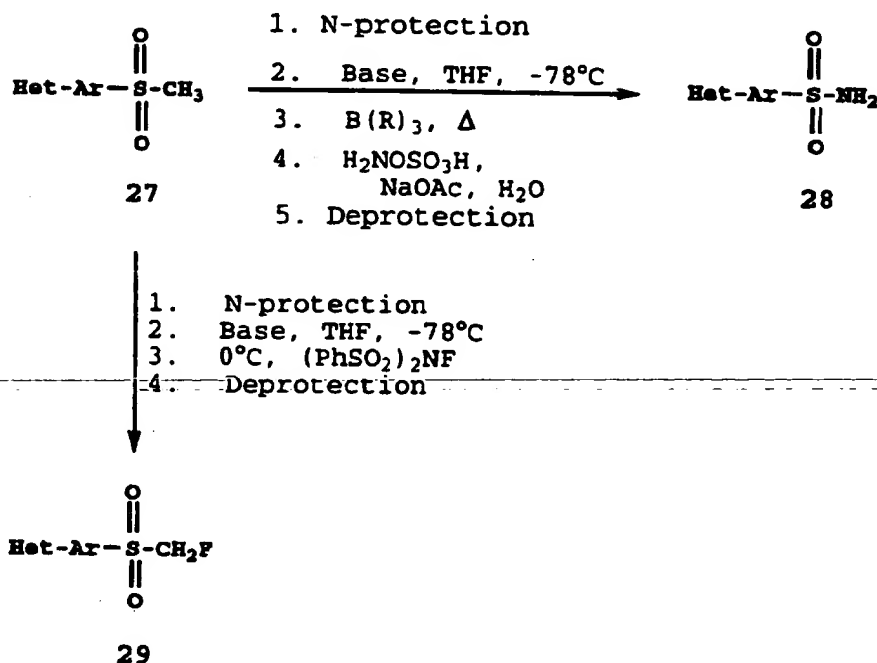 1. N-protection
2. Base, THF, -78°C
3. B(R)₃, Δ
4. H₂NOSO₃H,
NaOAc, H₂O
5. Deprotection
O
Het-Ar-S-CH₃
O
27
O
Het-Ar-S-NH₂
O
28
1. N-protection
2. Base, THF, -78°C
3. 0°C, (PhSO₂)₂NF
4. Deprotection
O
Het-Ar-S-CH₂F
O
29